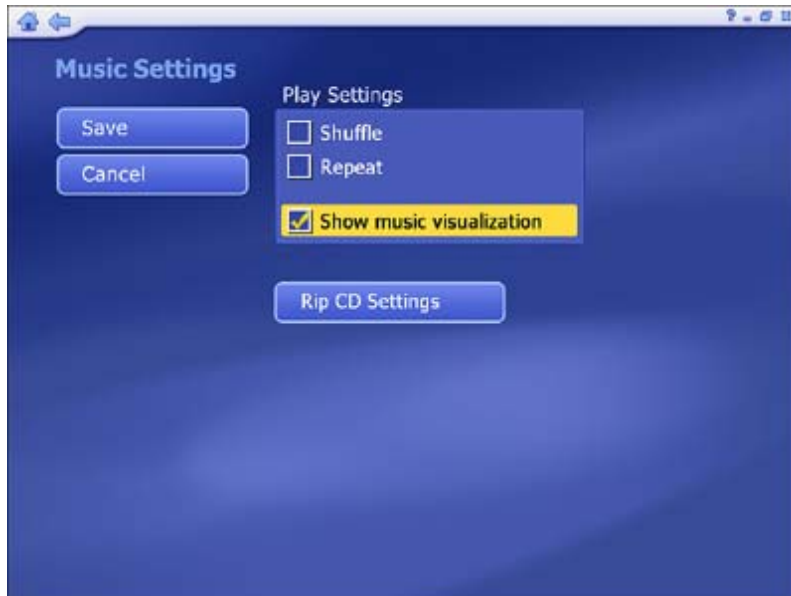 Music Settings
Save
Cancel
Play Settings
Shuffle
Repeat
Show music visualization
Rip CD Settings